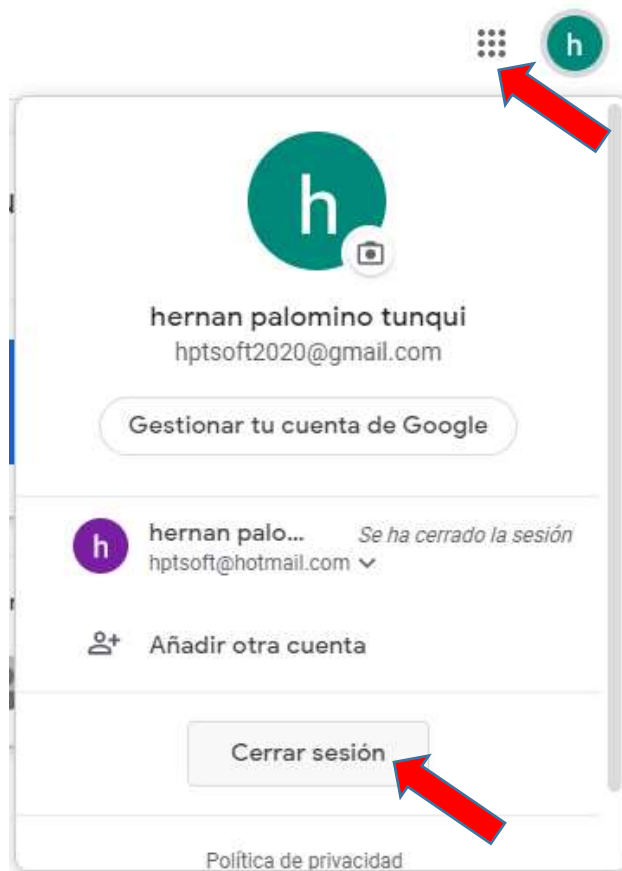 h
h
hernan palomino tunqui
hptsoft2020@gmail.com
Gestionar tu cuenta de Google
h
hernan palo... Se ha cerrado la sesión
hptsoft@hotmail.com
Añadir otra cuenta
Cerrar sesión
Política de privacidad